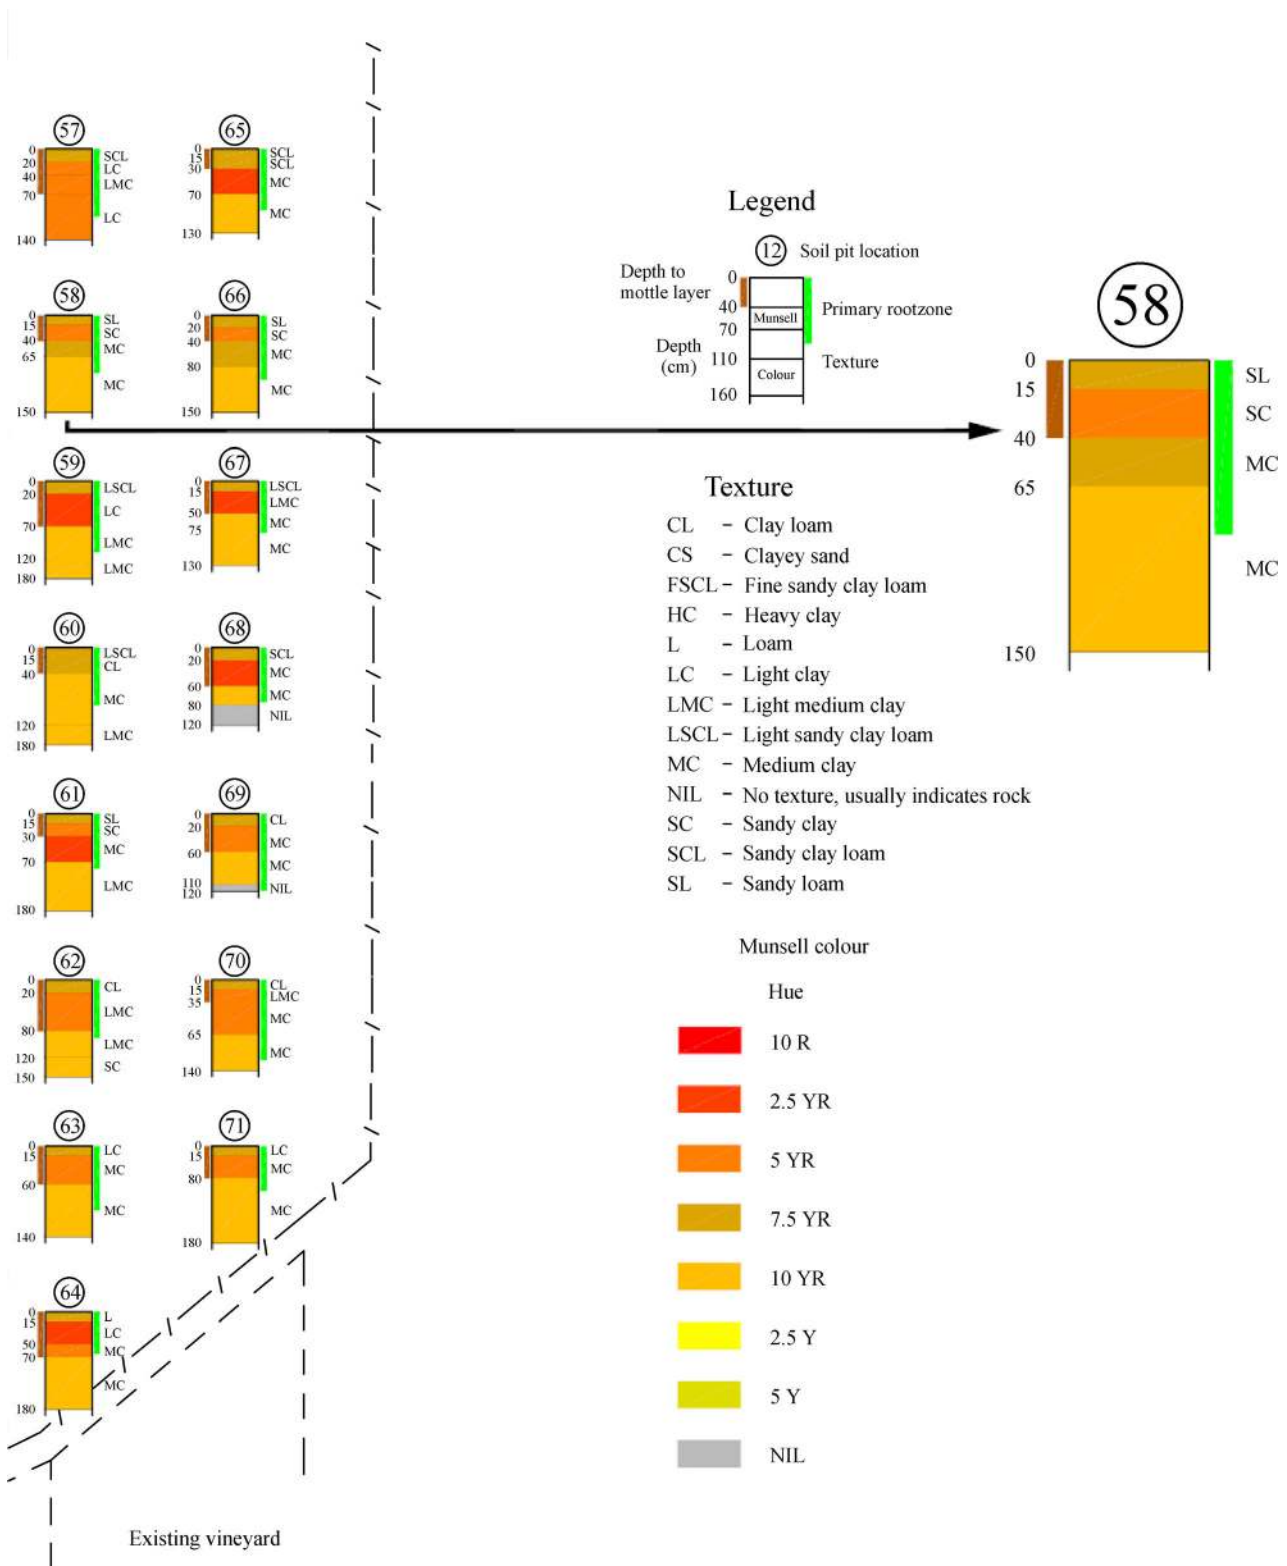 57
0
20
40
70
140
SCL
LC
LMC
LC
65
0
15
30
70
130
SCL
SCL
MC
MC
58
0
15
40
65
150
SL
SC
MC
MC
66
0
20
40
80
150
SL
SC
MC
MC
59
0
20
70
120
180
LSCL
LC
LMC
LMC
67
0
15
50
75
130
LSCL
LMC
MC
MC
60
0
15
40
120
180
LSCL
CL
MC
LMC
68
0
20
60
80
120
SCL
MC
MC
NIL
61
0
15
30
70
180
SL
SC
MC
LMC
69
0
20
60
110
120
CL
MC
MC
NIL
62
0
20
80
120
150
CL
LMC
LMC
SC
70
0
15
35
65
140
CL
LMC
MC
MC
63
0
15
60
140
LC
MC
MC
71
0
15
80
180
LC
MC
MC
64
0
15
50
70
180
L
LC
MC
MC
Existing vineyard
Legend
12 Soil pit location
Depth to
mottle layer
0
40
70
110
160
Munsell
Colour
Primary rootzone
Depth
(cm)
Texture
58
0
15
40
65
150
SL
SC
MC
MC
Texture
CL – Clay loam
CS – Clayey sand
FSCL – Fine sandy clay loam
HC – Heavy clay
L – Loam
LC – Light clay
LMC – Light medium clay
LSCL – Light sandy clay loam
MC – Medium clay
NIL – No texture, usually indicates rock
SC – Sandy clay
SCL – Sandy clay loam
SL – Sandy loam
Munsell colour
Hue
10 R
2.5 YR
5 YR
7.5 YR
10 YR
2.5 Y
5 Y
NIL